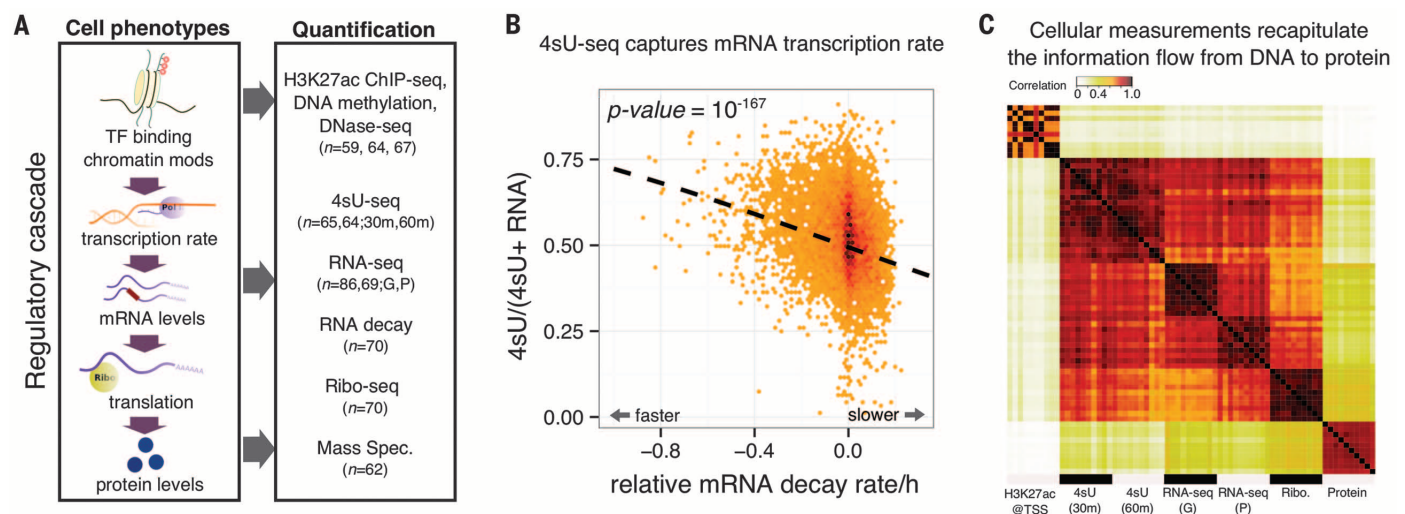 A
Cell phenotypes
Quantification
Regulatory cascade
TF binding
chromatin mods
Pol
transcription rate
AAAAA
AAAAA
mRNA levels
Ribo
AAAAAA
translation
protein levels
H3K27ac ChIP-seq,
DNA methylation,
DNase-seq
(n=59, 64, 67)
4sU-seq
(n=65,64;30m,60m)
RNA-seq
(n=86,69;G,P)
RNA decay
(n=70)
Ribo-seq
(n=70)
Mass Spec.
(n=62)
B
4sU-seq captures mRNA transcription rate
p-value = 10-167
4sU/(4sU+ RNA)
0.75
0.50
0.25
0.00
faster
slower
−0.8
−0.4
0.0
relative mRNA decay rate/h
C
Cellular measurements recapitulate
the information flow from DNA to protein
Correlation
0 0.4 1.0
H3K27ac
@TSS
4sU
(30m)
4sU
(60m)
RNA-seq
(G)
RNA-seq
(P)
Ribo.
Protein